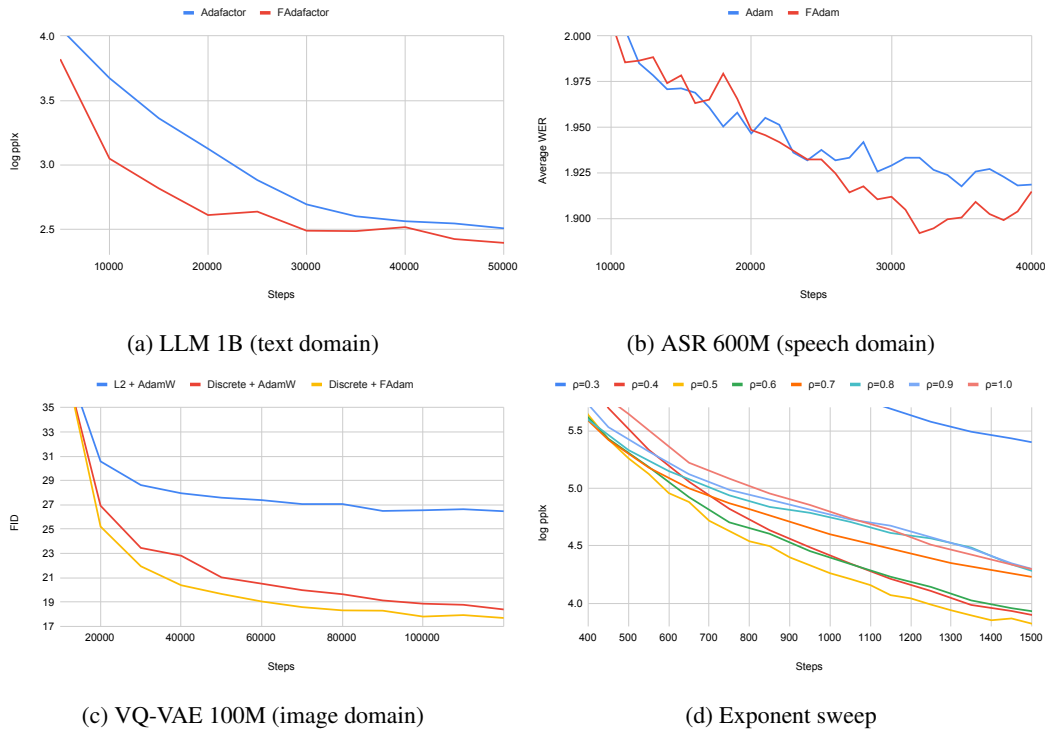 Adafactor FAdafactor
4.0
3.5
3.0
2.5
log pplx
10000 20000 30000 40000 50000
Steps
(a) LLM 1B (text domain)
Adam FAdam
2.000
1.975
1.950
1.925
1.900
Average WER
10000 20000 30000 40000
Steps
(b) ASR 600M (speech domain)
L2 + AdamW Discrete + AdamW Discrete + FAdam
35
33
31
29
27
25
23
21
19
17
FID
20000 40000 60000 80000 100000
Steps
(c) VQ-VAE 100M (image domain)
ρ=0.3 ρ=0.4 ρ=0.5 ρ=0.6 ρ=0.7 ρ=0.8 ρ=0.9 ρ=1.0
5.5
5.0
4.5
4.0
log pplx
400 500 600 700 800 900 1000 1100 1200 1300 1400 1500
Steps
(d) Exponent sweep